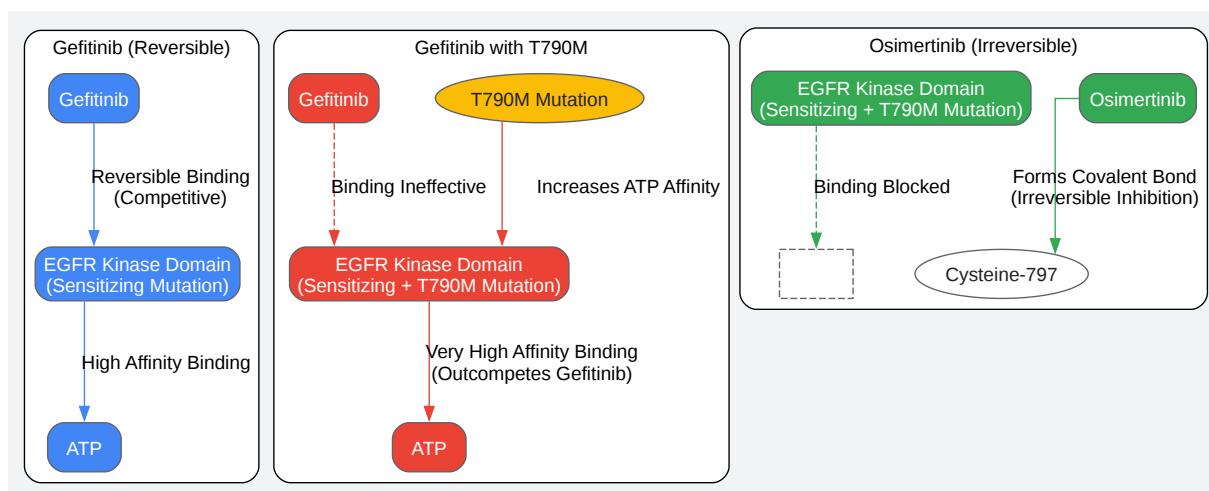 Gefitinib (Reversible)
Gefitinib
Reversible Binding
(Competitive)
EGFR Kinase Domain
(Sensitizing Mutation)
High Affinity Binding
ATP
Gefitinib with T790M
Gefitinib
T790M Mutation
Binding Ineffective
Increases ATP Affinity
EGFR Kinase Domain
(Sensitizing + T790M Mutation)
Very High Affinity Binding
(Outcompetes Gefitinib)
ATP
Osimertinib (Irreversible)
EGFR Kinase Domain
(Sensitizing + T790M Mutation)
Osimertinib
Binding Blocked
Forms Covalent Bond
(Irreversible Inhibition)
Cysteine-797